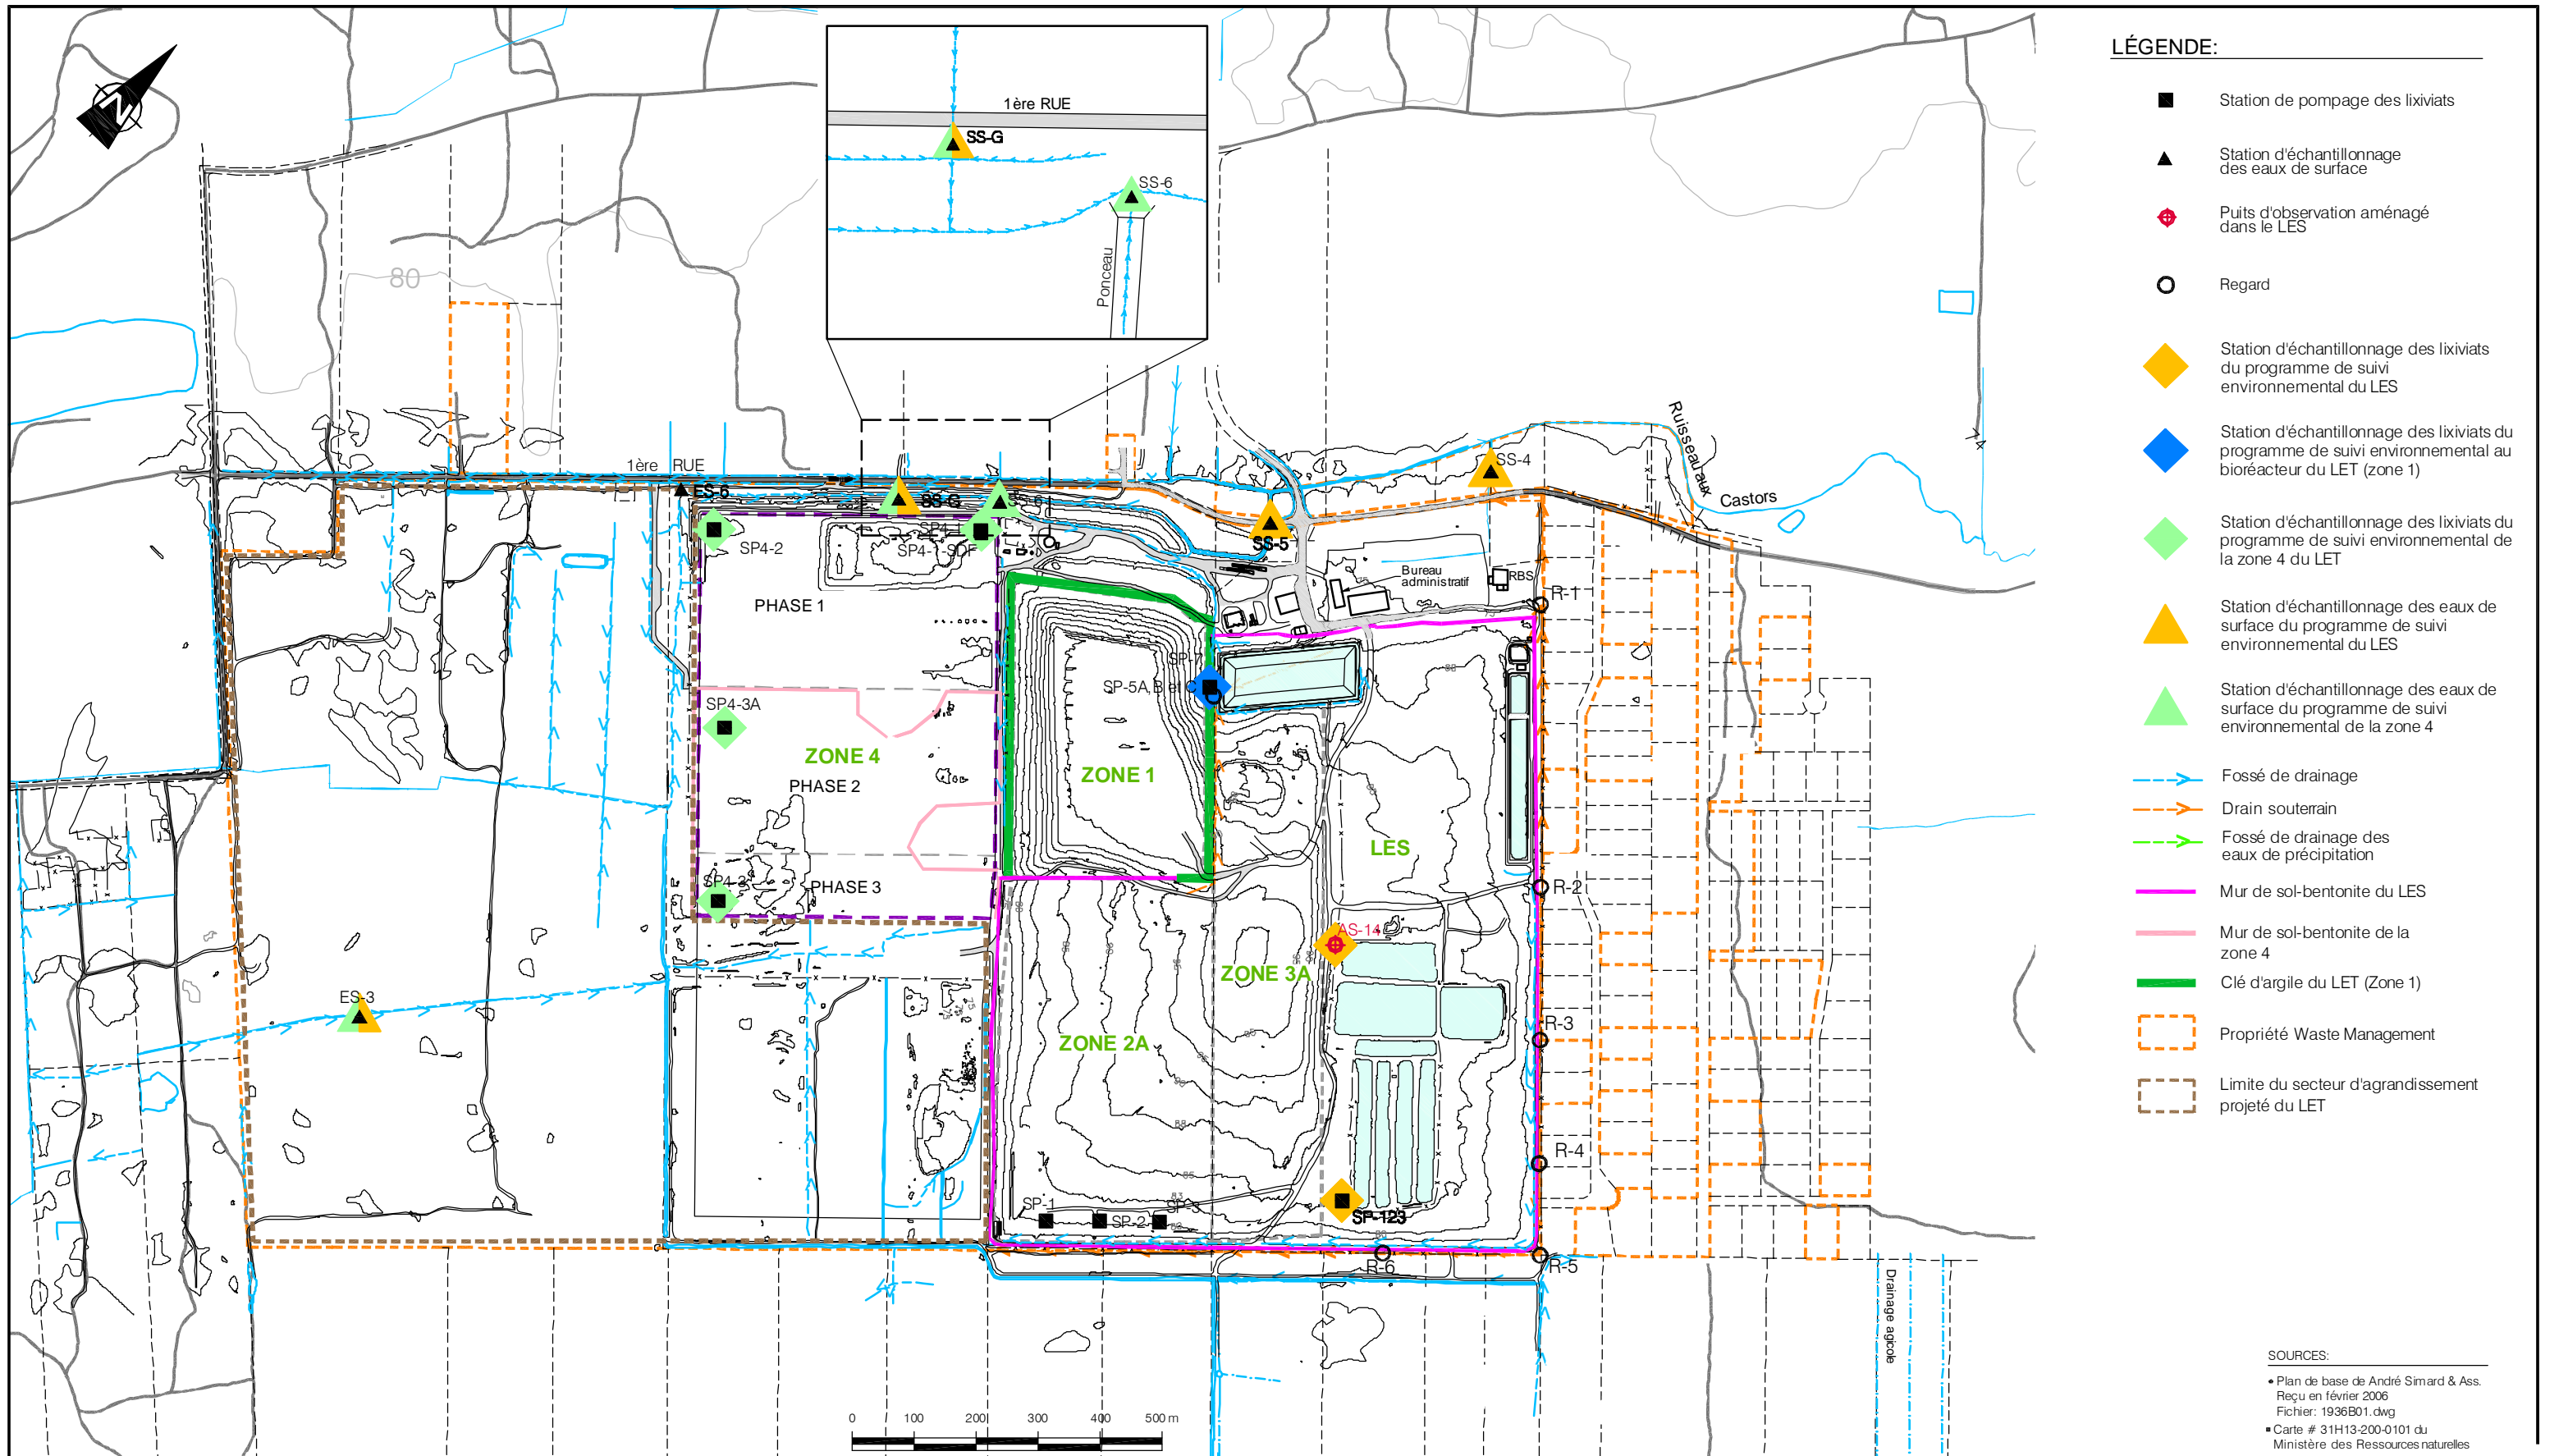 1ère RUE
SS-G
SS-6
Ponceau
N
80
74
Ruisseau aux
Castors
1ère RUE
ES-6
SS-G
SS-6
SS-4
SS-5
SP4-2
SP4-1-SDF
Bureau
administratif
RBS
R-1
PHASE 1
SP-7
SP4-3A
SP-5A,B et
ZONE 4
ZONE 1
PHASE 2
LES
SP4-3
PHASE 3
R-2
AS-14
ZONE 3A
ES-3
R-3
ZONE 2A
R-4
SP-1
SP-2
SP-3
SP-123
R-6
R-5
Drainage agicole
0 100 200 300 400 500 m
LÉGENDE:
Station de pompage des lixiviats
Station d'échantillonnage
des eaux de surface
Puits d'observation aménagé
dans le LES
Regard
Station d'échantillonnage des lixiviats
du programme de suivi
environnemental du LES
Station d'échantillonnage des lixiviats du
programme de suivi environnemental au
bioréacteur du LET (zone 1)
Station d'échantillonnage des lixiviats du
programme de suivi environnemental de
la zone 4 du LET
Station d'échantillonnage des eaux de
surface du programme de suivi
environnemental du LES
Station d'échantillonnage des eaux de
surface du programme de suivi
environnemental de la zone 4
Fossé de drainage
Drain souterrain
Fossé de drainage des
eaux de précipitation
Mur de sol-bentonite du LES
Mur de sol-bentonite de la
zone 4
Clé d'argile du LET (Zone 1)
Propriété Waste Management
Limite du secteur d'agrandissement
projeté du LET
SOURCES:
• Plan de base de André Simard & Ass.
Reçu en février 2006
Fichier: 1936B01.dwg
▪ Carte # 31H13-200-0101 du
Ministère des Ressources naturelles